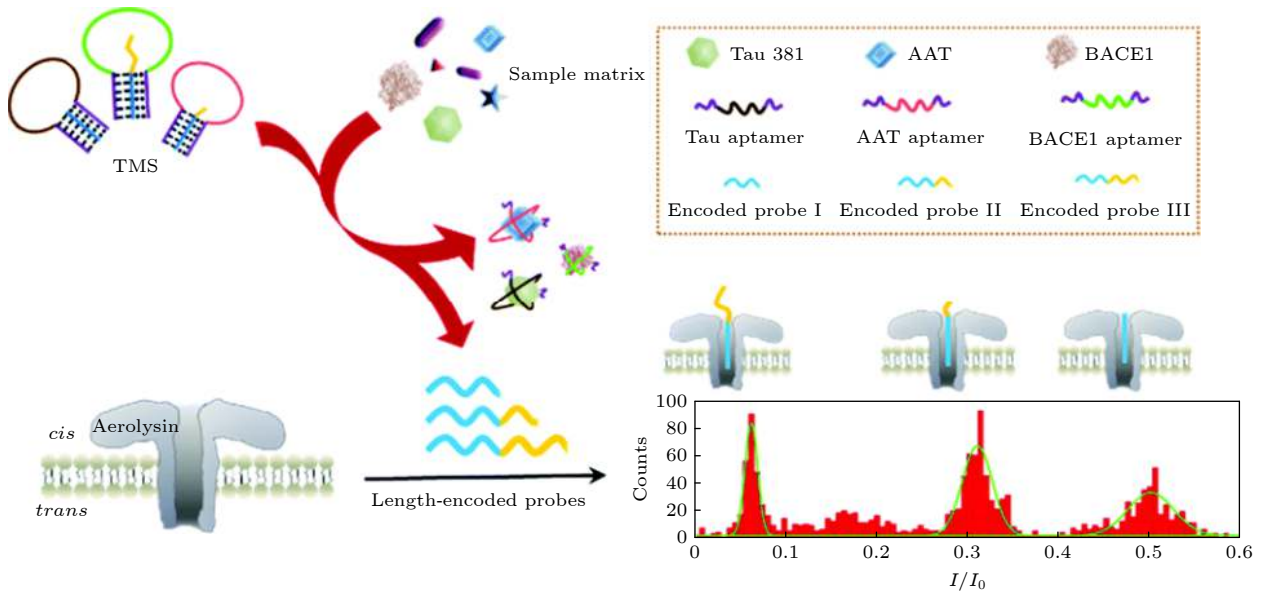 TMS
Sample matrix
Tau 381
AAT
BACE1
Tau aptamer
AAT aptamer
BACE1 aptamer
Encoded probe I
Encoded probe II
Encoded probe III
cis
Aerolysin
trans
Length-encoded probes
Counts
100
80
60
40
20
0
0 0.1 0.2 0.3 0.4 0.5 0.6
I/I0